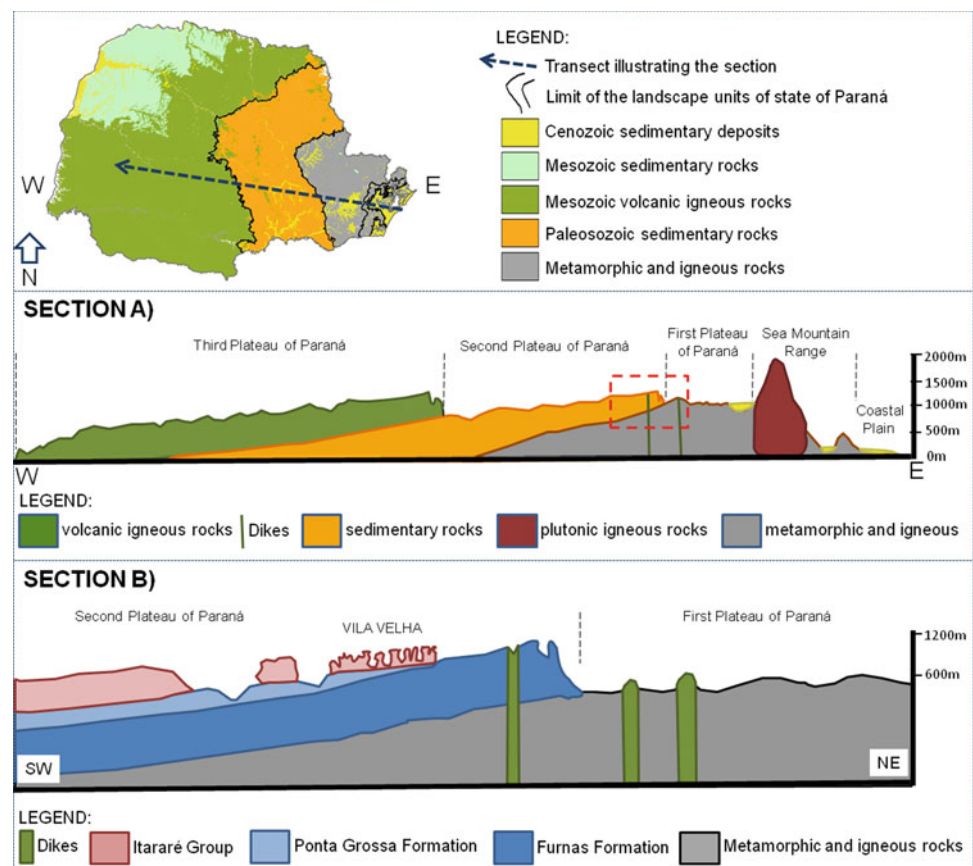 LEGEND:
Transect illustrating the section
Limit of the landscape units of state of Paraná
Cenozoic sedimentary deposits
Mesozoic sedimentary rocks
Mesozoic volcanic igneous rocks
Paleosozoic sedimentary rocks
Metamorphic and igneous rocks
W
E
N
SECTION A)
Third Plateau of Paraná
Second Plateau of Paraná
First Plateau
of Paraná
Sea Mountain
Range
Coastal
Plain
2000m
1500m
1000m
500m
0m
W
E
LEGEND:
volcanic igneous rocks
Dikes
sedimentary rocks
plutonic igneous rocks
metamorphic and igneous
SECTION B)
Second Plateau of Paraná
VILA VELHA
First Plateau of Paraná
1200m
600m
SW
NE
LEGEND:
Dikes
Itararé Group
Ponta Grossa Formation
Furnas Formation
Metamorphic and igneous rocks